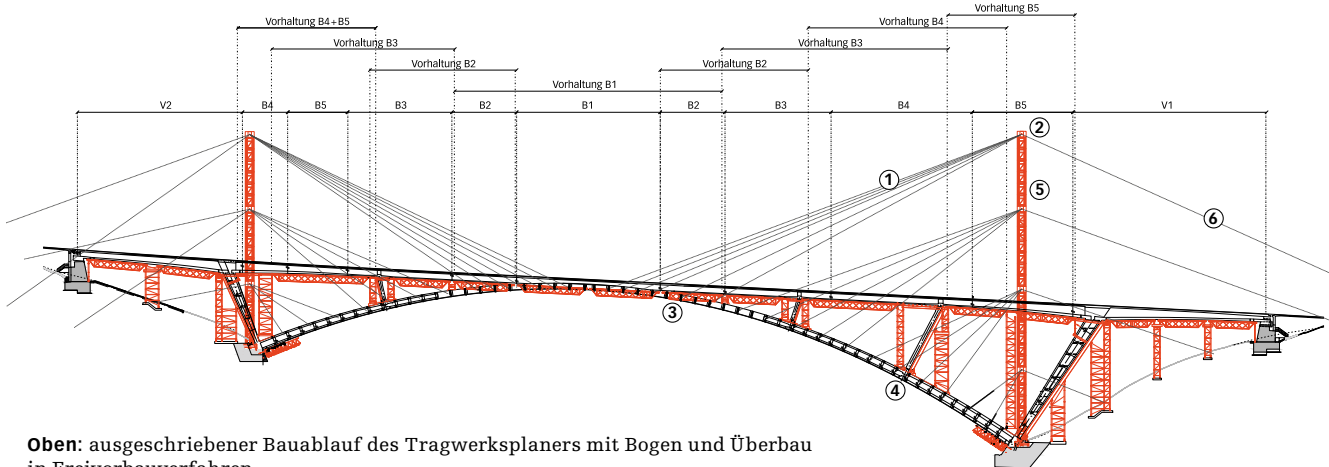 Vorhaltung B5
Vorhaltung B4+B5
Vorhaltung B4
Vorhaltung B3
Vorhaltung B3
Vorhaltung B2
Vorhaltung B2
Vorhaltung B1
V2
B4
B5
B3
B2
B1
B2
B3
B4
B5
V1
2
1
5
6
3
4
Oben: ausgeschriebener Bauablauf des Tragwerksplaners mit Bogen und Überbau
in Freivorbauverfahren